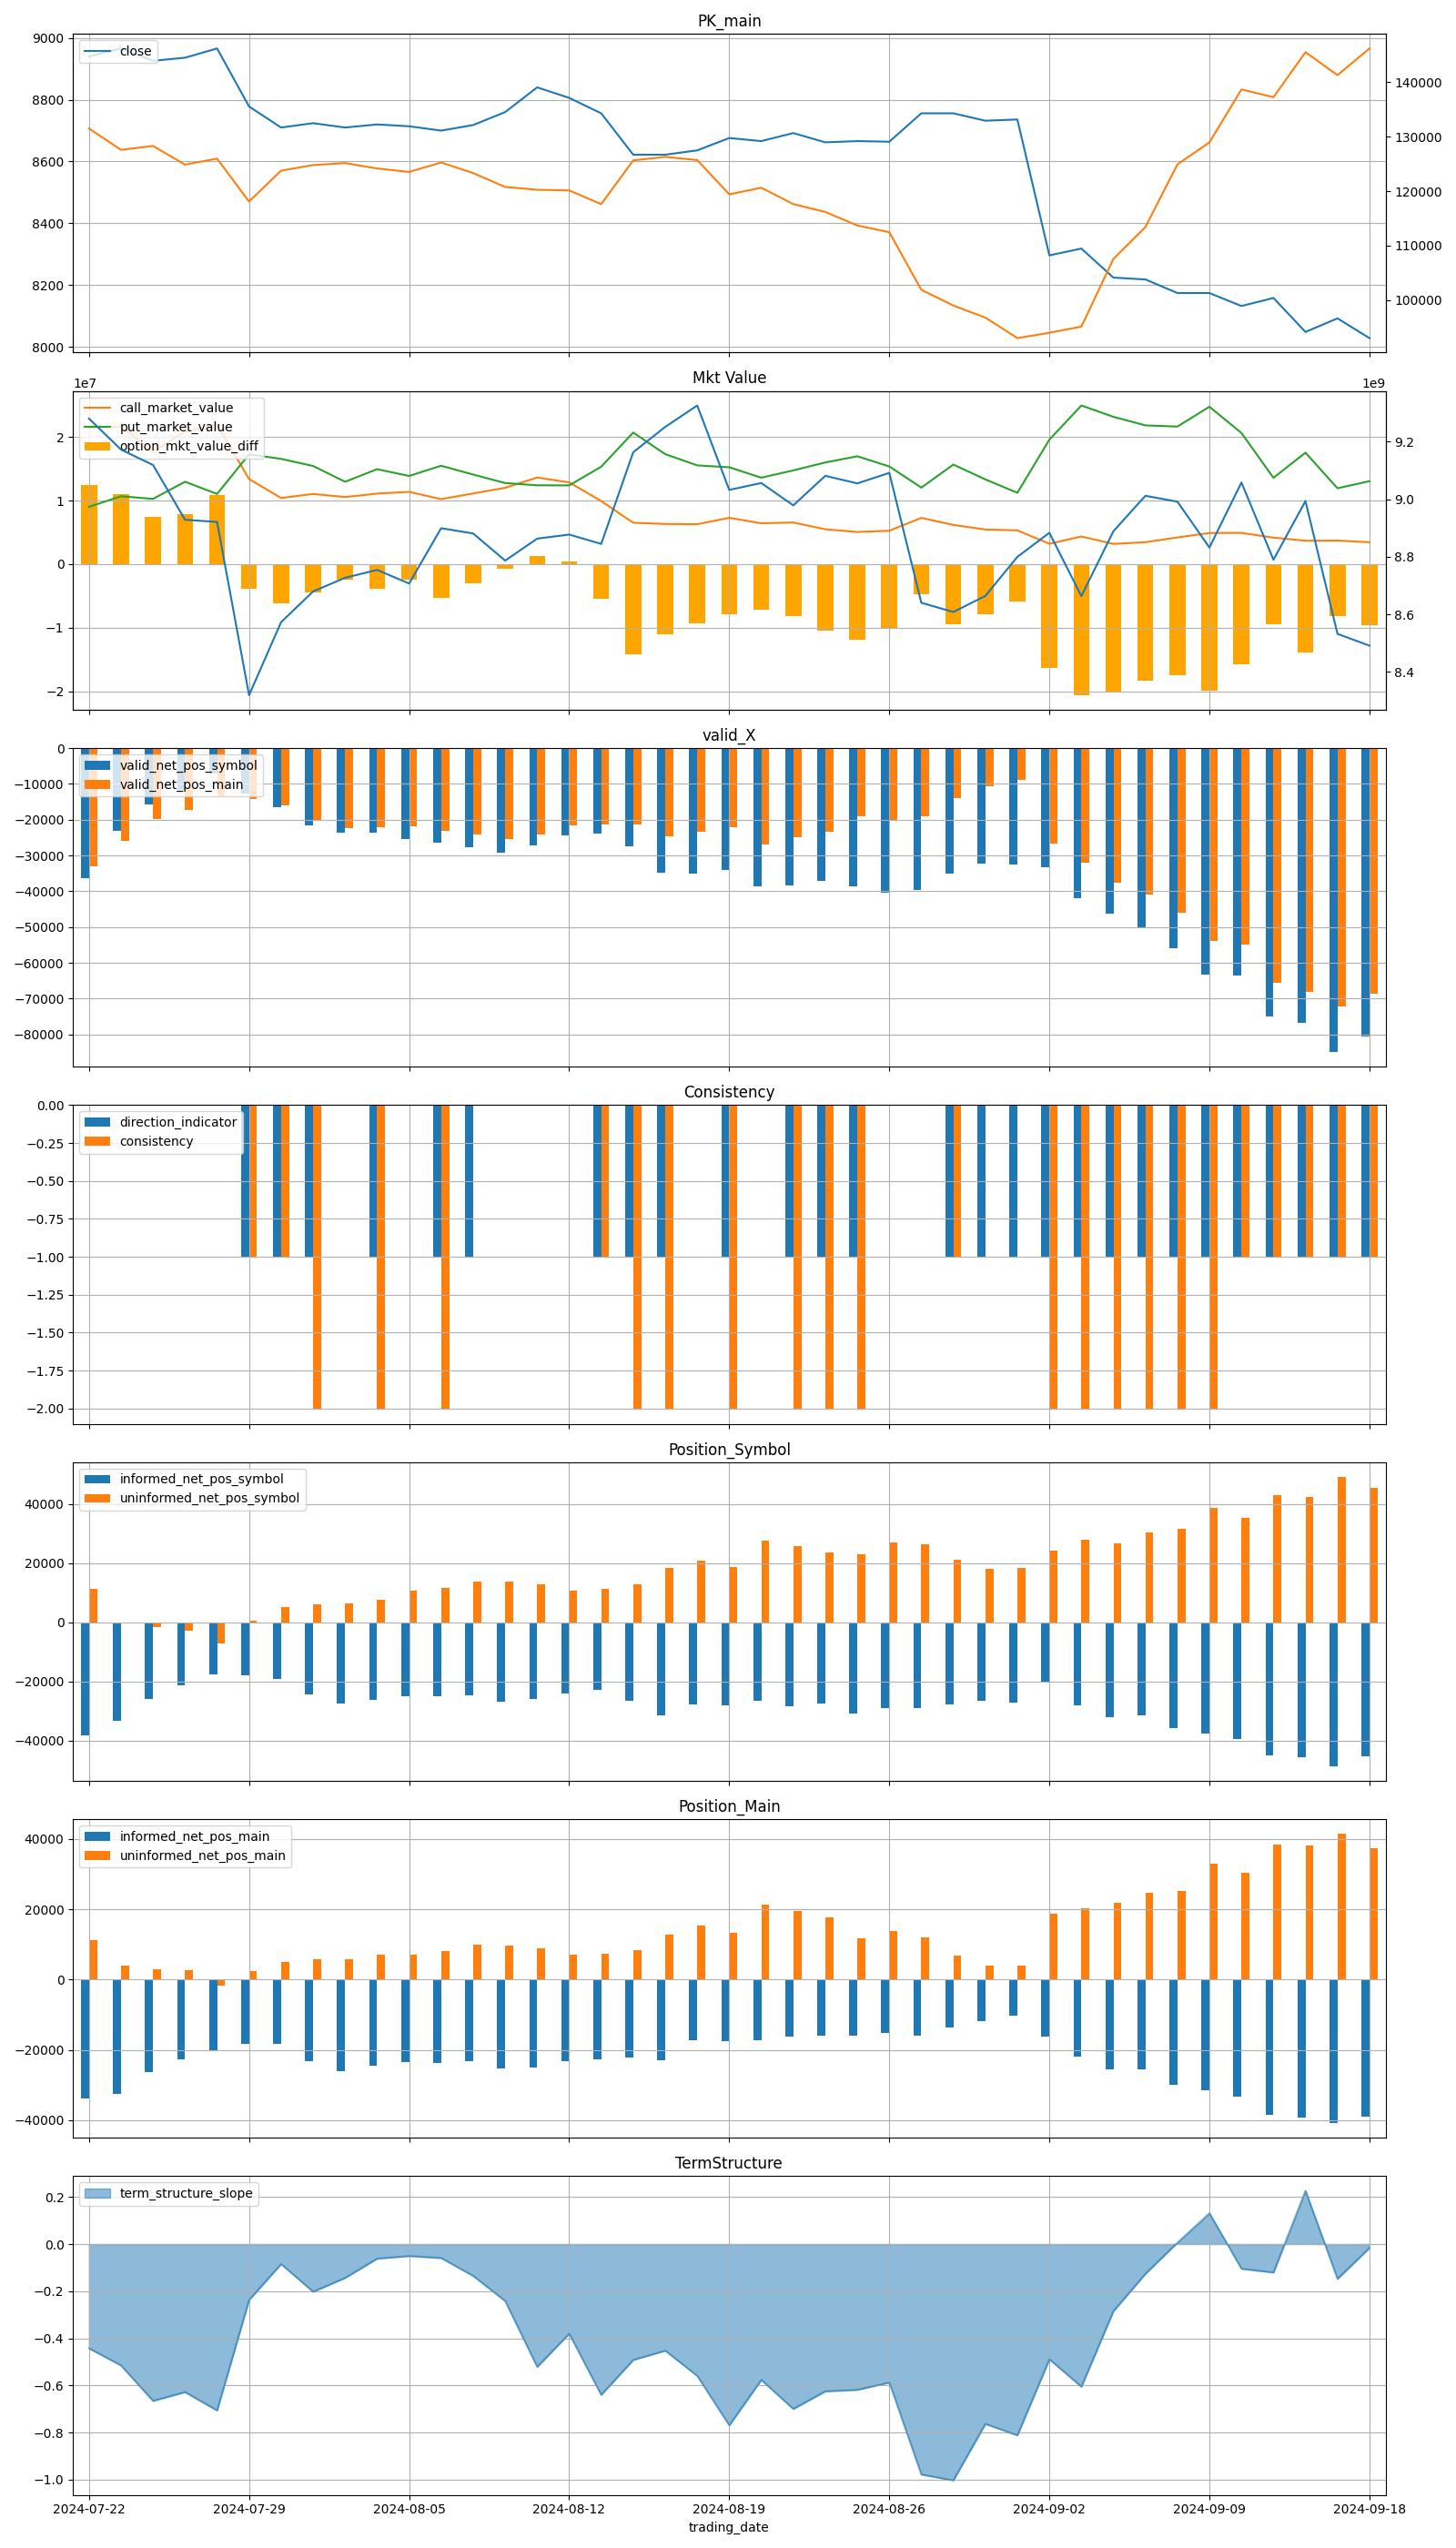 PK_main
9000
8800
8600
8400
8200
8000
close
140000
130000
120000
110000
100000
Mkt Value
1e7
1e9
2
1
0
−1
−2
call_market_value
put_market_value
option_mkt_value_diff
9.2
9.0
8.8
8.6
8.4
valid_X
0
−10000
−20000
−30000
−40000
−50000
−60000
−70000
−80000
valid_net_pos_symbol
valid_net_pos_main
Consistency
0.00
−0.25
−0.50
−0.75
−1.00
−1.25
−1.50
−1.75
−2.00
direction_indicator
consistency
Position_Symbol
40000
20000
0
−20000
−40000
informed_net_pos_symbol
uninformed_net_pos_symbol
Position_Main
40000
20000
0
−20000
−40000
informed_net_pos_main
uninformed_net_pos_main
TermStructure
0.2
0.0
−0.2
−0.4
−0.6
−0.8
−1.0
term_structure_slope
2024-07-22
2024-07-29
2024-08-05
2024-08-12
2024-08-19
2024-08-26
2024-09-02
2024-09-09
2024-09-18
trading_date